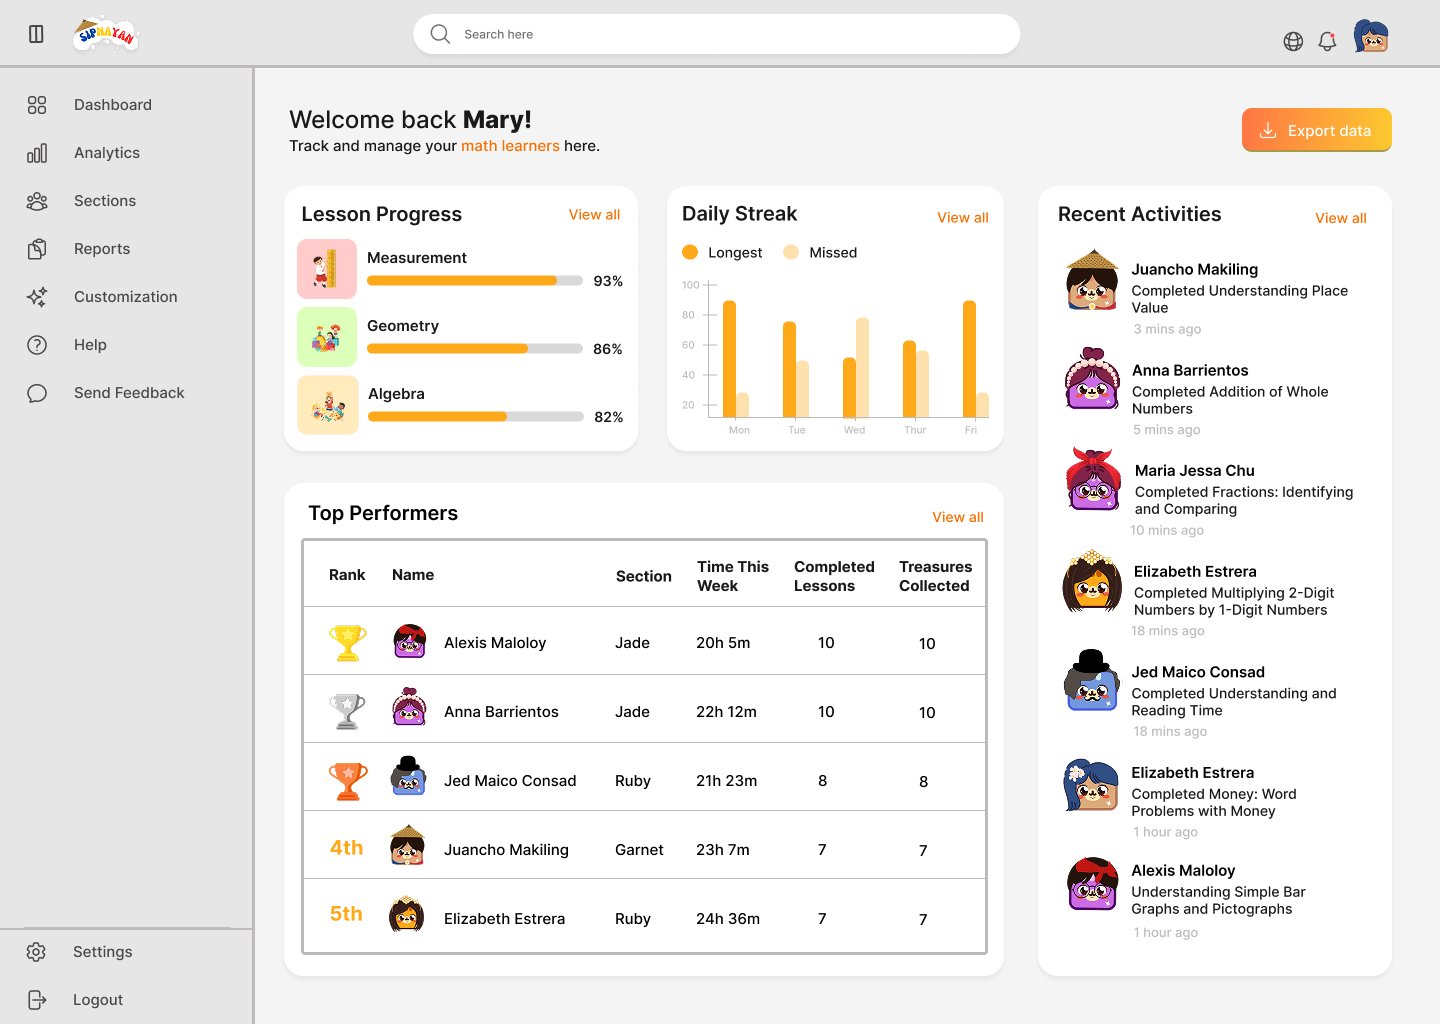 SIPNAYAN
Search here
Dashboard
Analytics
Sections
Reports
Customization
Help
Send Feedback
Settings
Logout
Welcome back Mary!
Track and manage your math learners here.
Export data
Lesson Progress
View all
Measurement
93%
Geometry
86%
Algebra
82%
Daily Streak
View all
Longest
Missed
100
80
60
40
20
Mon
Tue
Wed
Thur
Fri
Top Performers
View all
Rank
Name
Section
Time This
Week
Completed
Lessons
Treasures
Collected
Alexis Maloloy
Jade
20h 5m
10
10
Anna Barrientos
Jade
22h 12m
10
10
Jed Maico Consad
Ruby
21h 23m
8
8
4th
Juancho Makiling
Garnet
23h 7m
7
7
5th
Elizabeth Estrera
Ruby
24h 36m
7
7
Recent Activities
View all
Juancho Makiling
Completed Understanding Place
Value
3 mins ago
Anna Barrientos
Completed Addition of Whole
Numbers
5 mins ago
Maria Jessa Chu
Completed Fractions: Identifying
and Comparing
10 mins ago
Elizabeth Estrera
Completed Multiplying 2-Digit
Numbers by 1-Digit Numbers
18 mins ago
Jed Maico Consad
Completed Understanding and
Reading Time
18 mins ago
Elizabeth Estrera
Completed Money: Word
Problems with Money
1 hour ago
Alexis Maloloy
Understanding Simple Bar
Graphs and Pictographs
1 hour ago